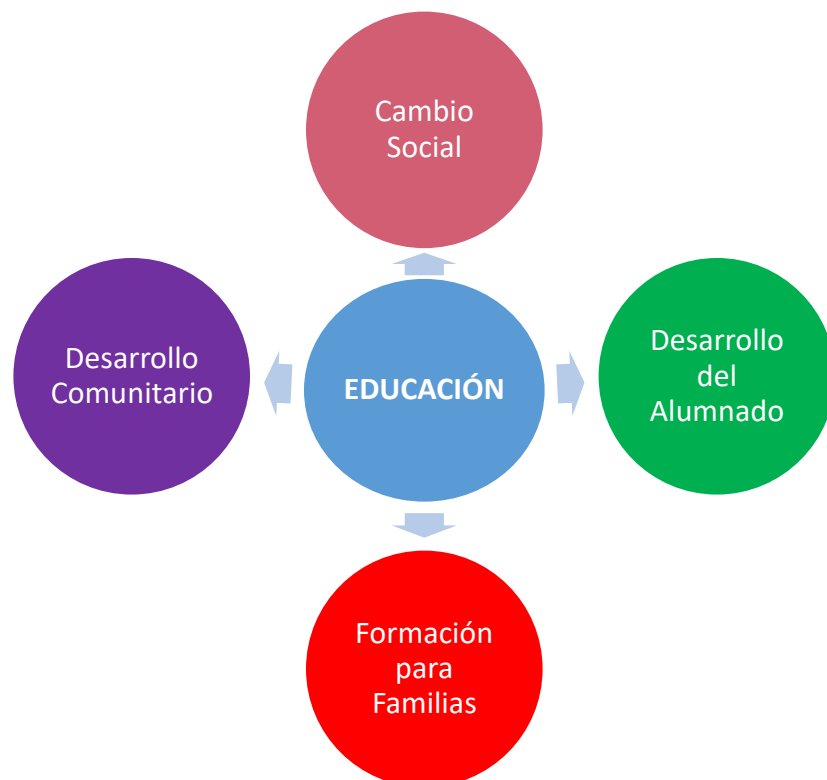 Cambio
Social
Desarrollo
Comunitario
EDUCACIÓN
Desarrollo
del
Alumnado
Formación
para
Familias